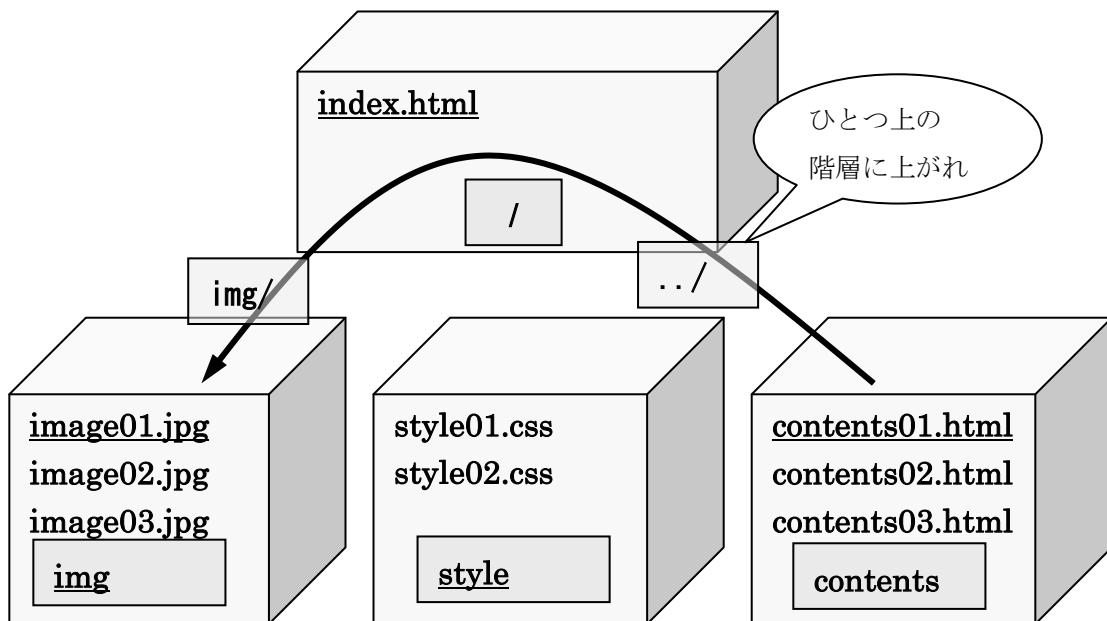 index.html
ひとつ上の
階層に上がれ
/
img/
../
image01.jpg
image02.jpg
image03.jpg
img
style01.css
style02.css
style
contents01.html
contents02.html
contents03.html
contents